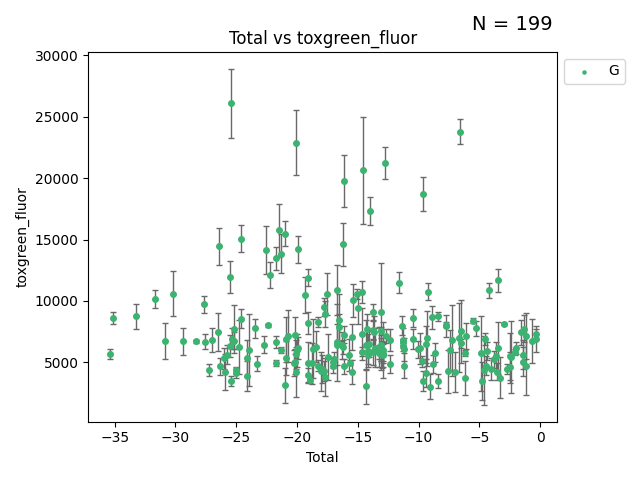 N = 199
Total vs toxgreen_fluor
G
toxgreen_fluor
30000
25000
20000
15000
10000
5000
−35 −30 −25 −20 −15 −10 −5 0
Total